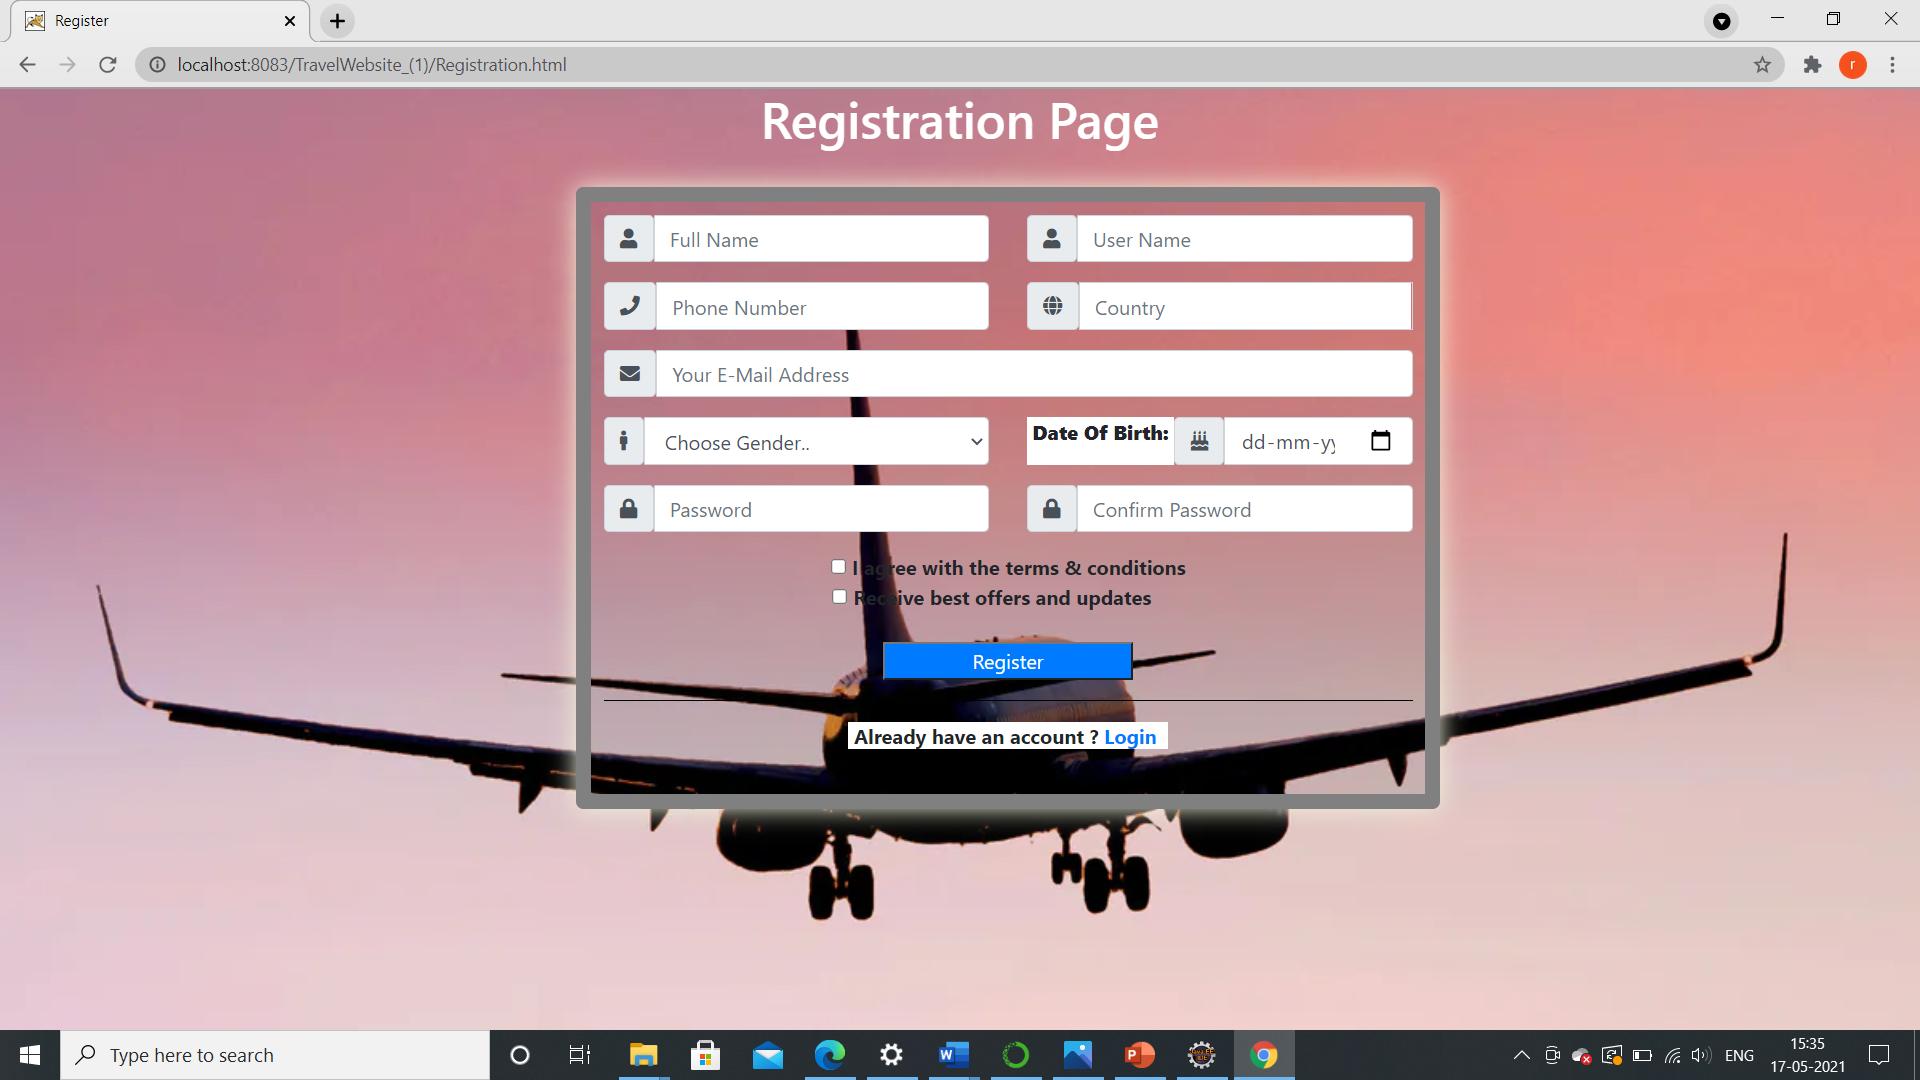 Register
localhost:8083/TravelWebsite_(1)/Registration.html
r
Registration Page
Full Name
User Name
Phone Number
Country
Your E-Mail Address
Choose Gender..
Date Of Birth:
dd-mm-yy
Password
Confirm Password
I agree with the terms & conditions
Receive best offers and updates
Register
Already have an account ? Login
Type here to search
W
P
ENG
15:35
17-05-2021